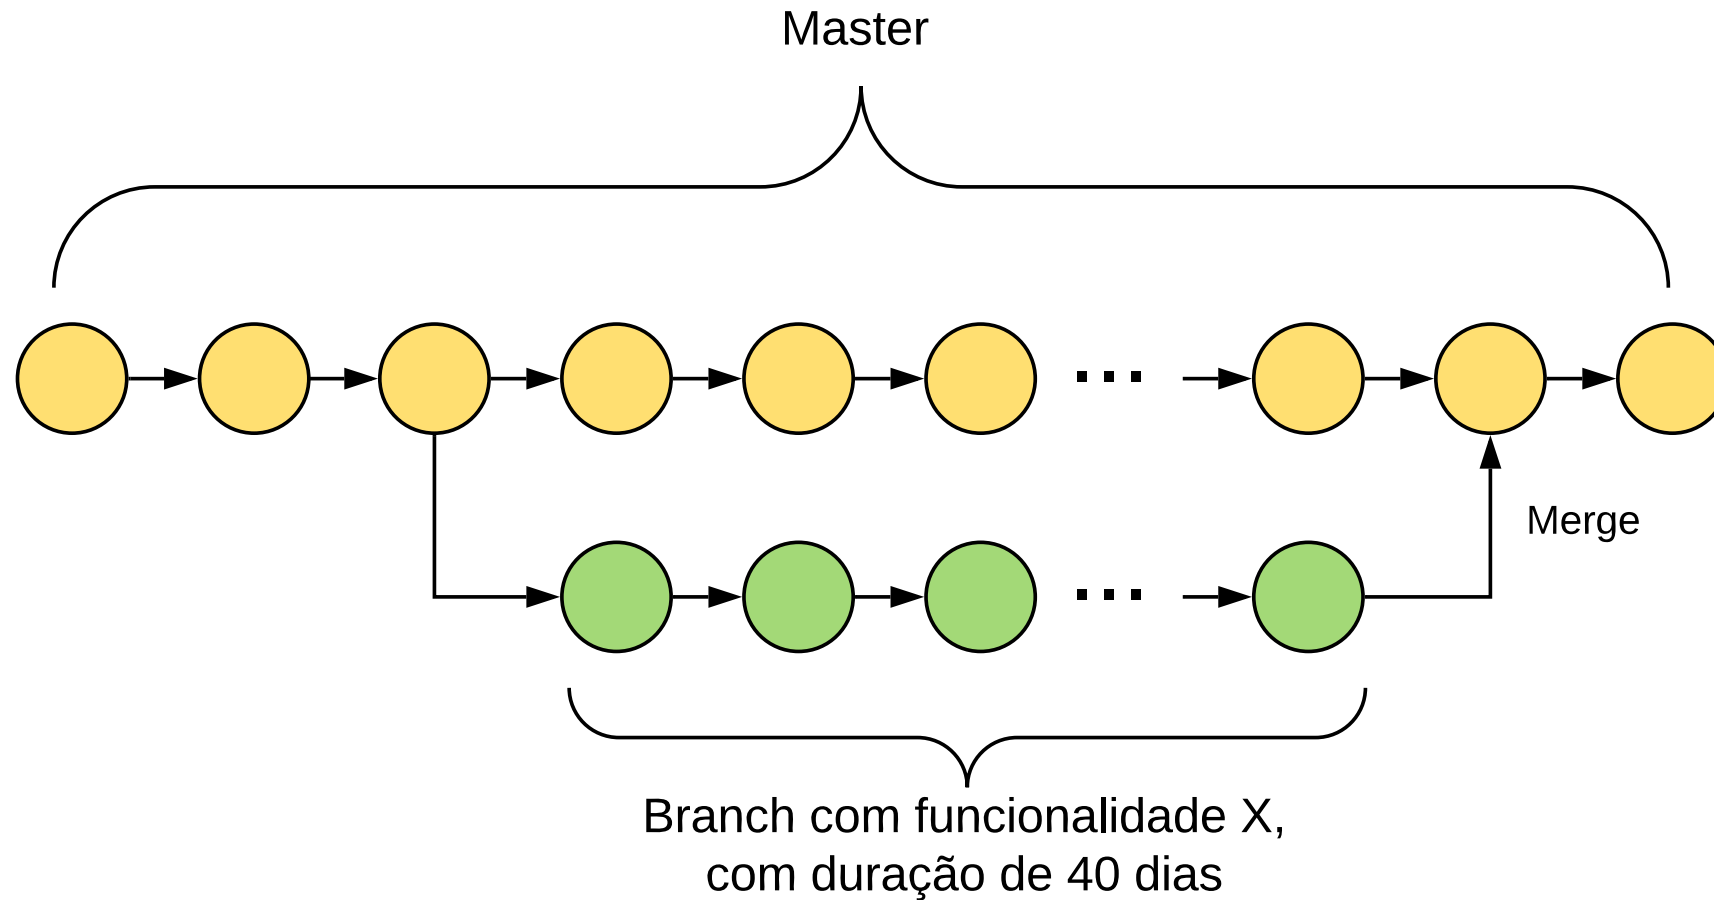 Master
Merge
Branch com funcionalidade X,
com duração de 40 dias